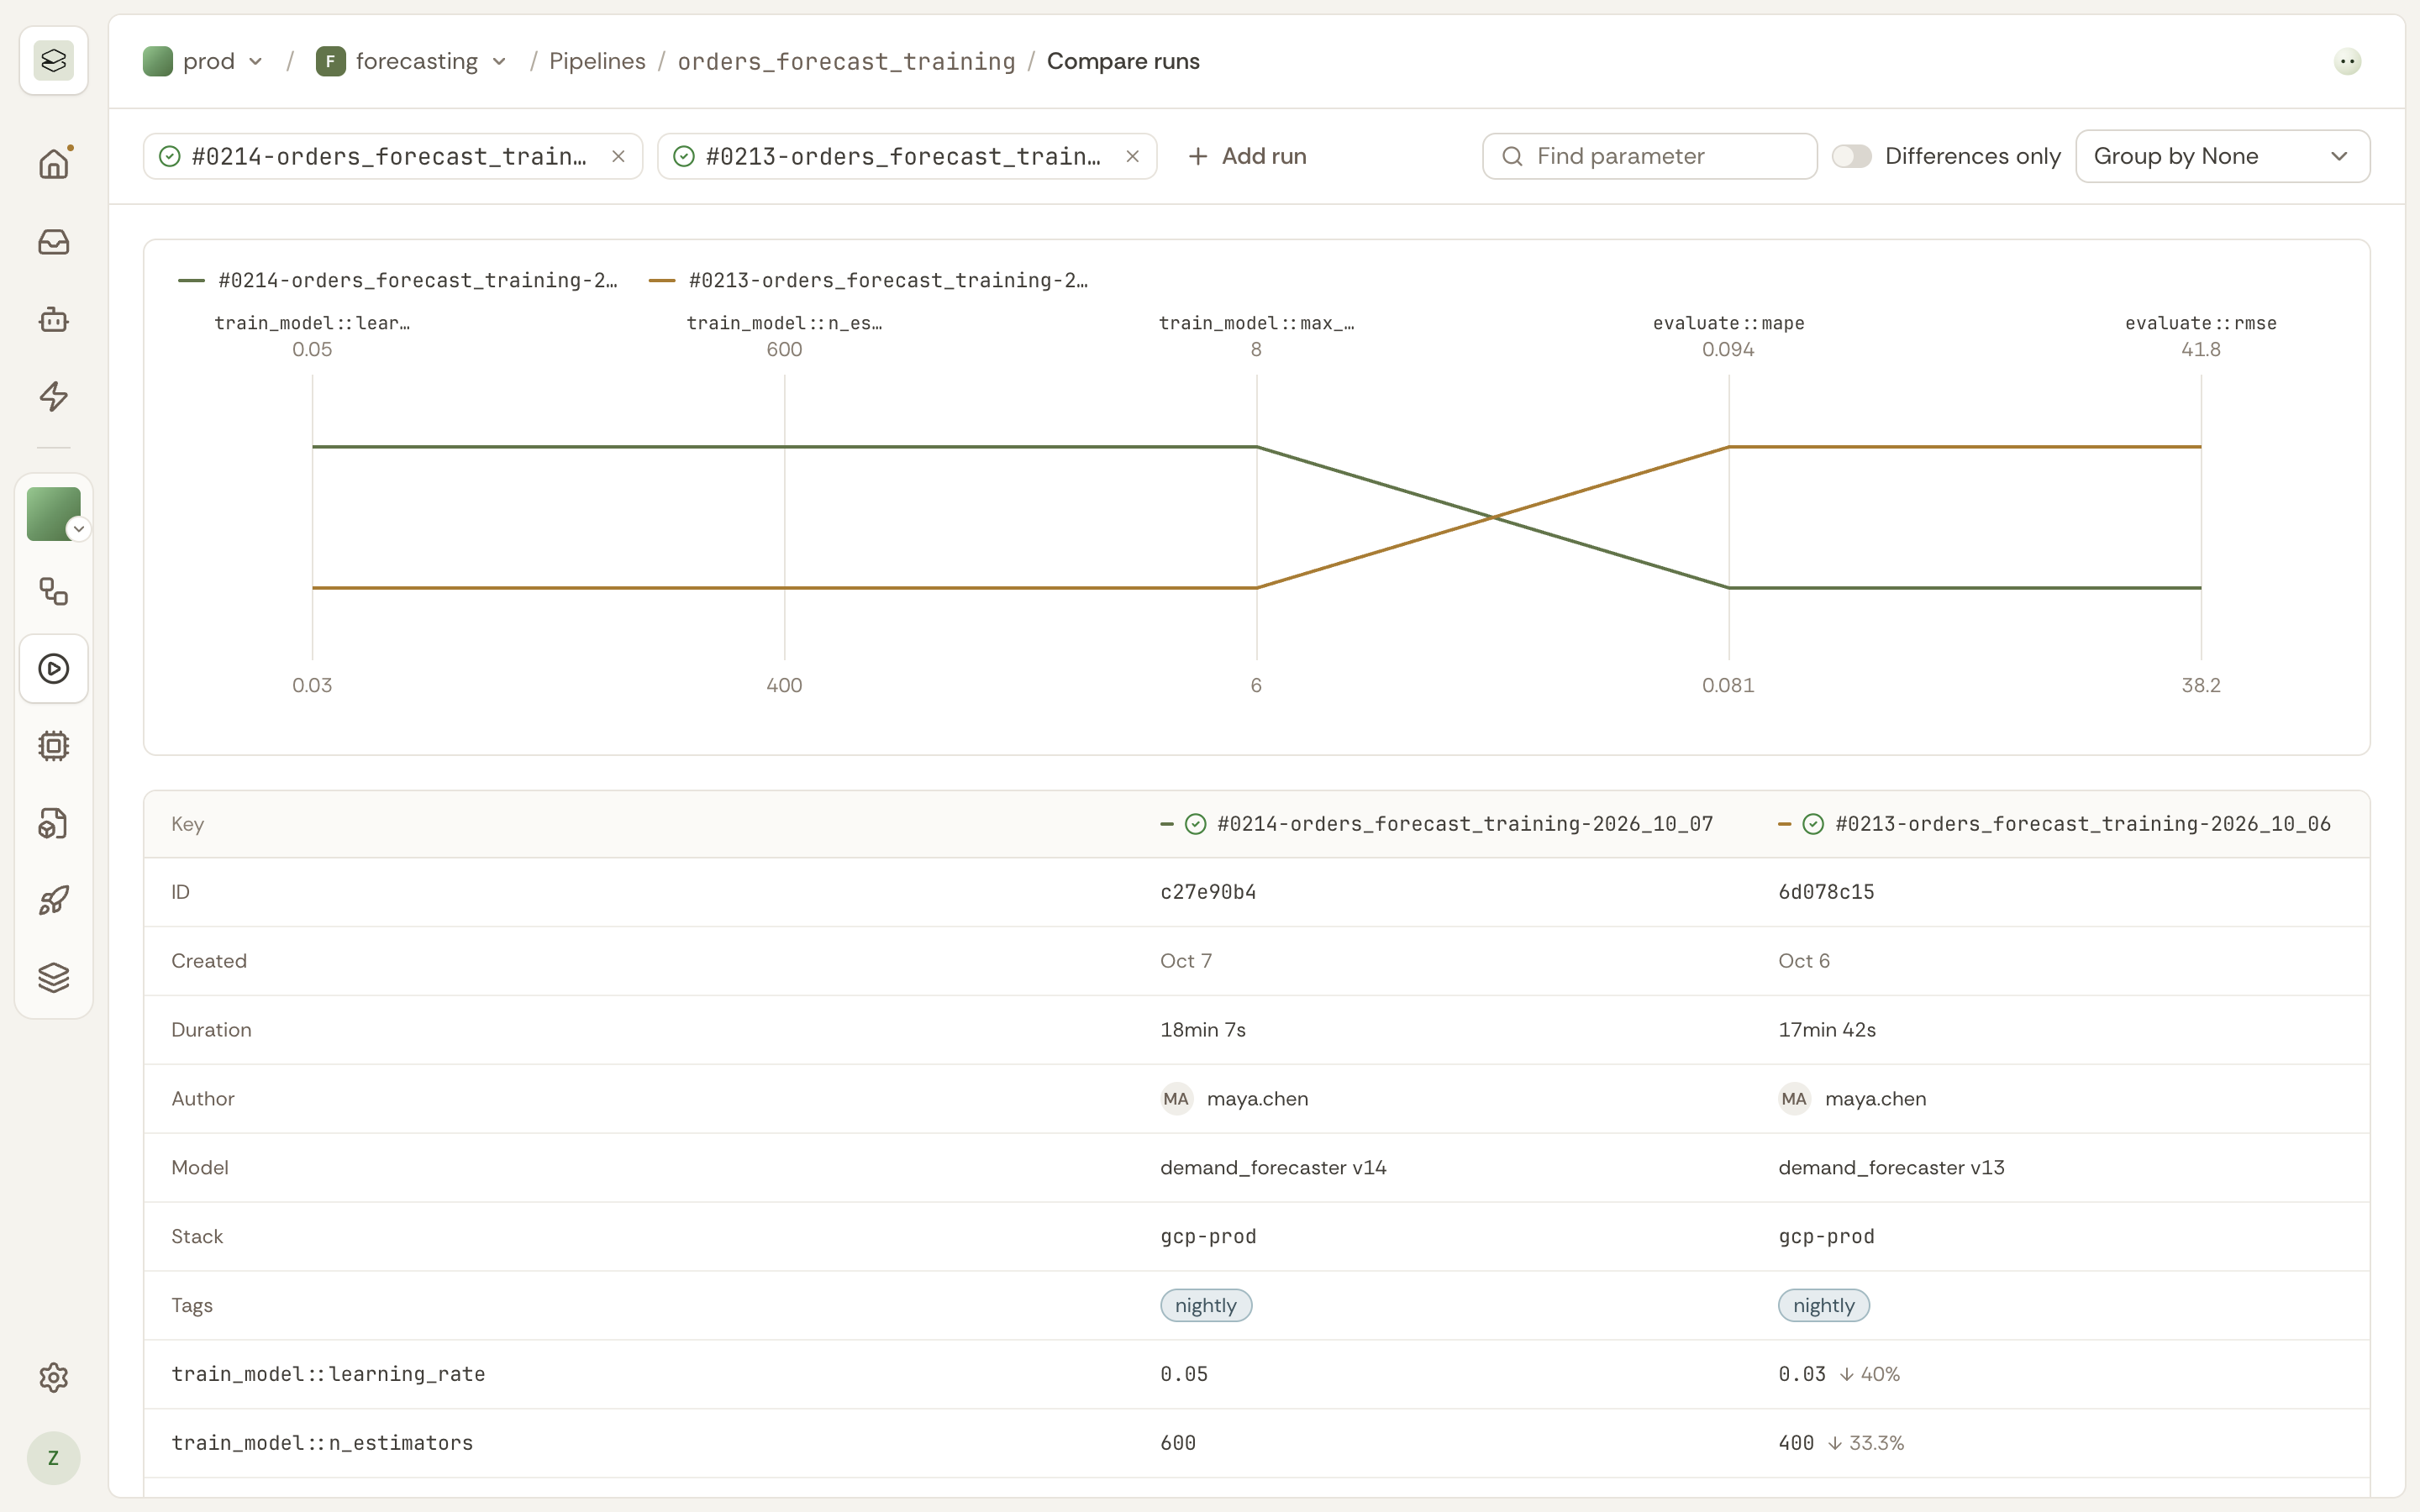 prod / F forecasting / Pipelines / orders_forecast_training / Compare runs
#0214-orders_forecast_train… #0213-orders_forecast_train… Add run Find parameter Differences only Group by None
#0214-orders_forecast_training-2… #0213-orders_forecast_training-2…
train_model::lear… train_model::n_es… train_model::max_… evaluate::mape evaluate::rmse
0.05 600 8 0.094 41.8
0.03 400 6 0.081 38.2
Key #0214-orders_forecast_training-2026_10_07 #0213-orders_forecast_training-2026_10_06
ID c27e90b4 6d078c15
Created Oct 7 Oct 6
Duration 18min 7s 17min 42s
Author MA maya.chen MA maya.chen
Model demand_forecaster v14 demand_forecaster v13
Stack gcp-prod gcp-prod
Tags nightly nightly
train_model::learning_rate 0.05 0.03 ↓ 40%
train_model::n_estimators 600 400 ↓ 33.3%
Z